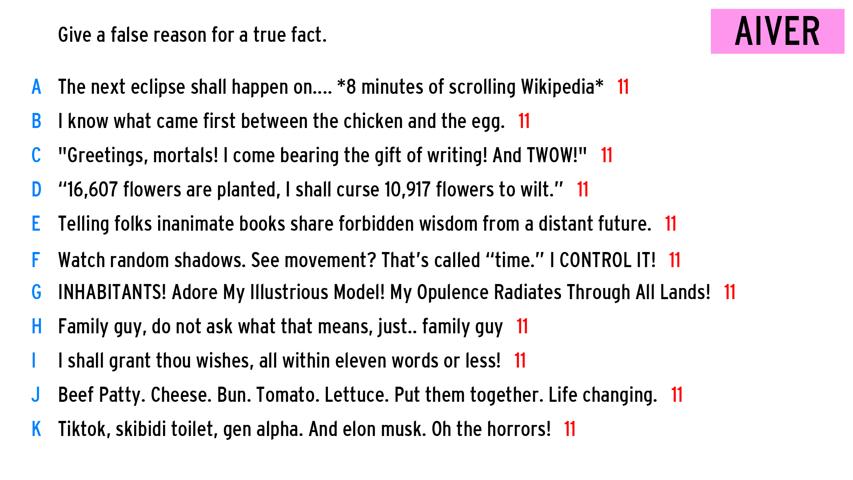 Give a false reason for a true fact.
AIVER
A The next eclipse shall happen on.... *8 minutes of scrolling Wikipedia* 11
B I know what came first between the chicken and the egg. 11
C "Greetings, mortals! I come bearing the gift of writing! And TWOW!" 11
D “16,607 flowers are planted, I shall curse 10,917 flowers to wilt.” 11
E Telling folks inanimate books share forbidden wisdom from a distant future. 11
F Watch random shadows. See movement? That’s called “time.” I CONTROL IT! 11
G INHABITANTS! Adore My Illustrious Model! My Opulence Radiates Through All Lands! 11
H Family guy, do not ask what that means, just.. family guy 11
I I shall grant thou wishes, all within eleven words or less! 11
J Beef Patty. Cheese. Bun. Tomato. Lettuce. Put them together. Life changing. 11
K Tiktok, skibidi toilet, gen alpha. And elon musk. Oh the horrors! 11